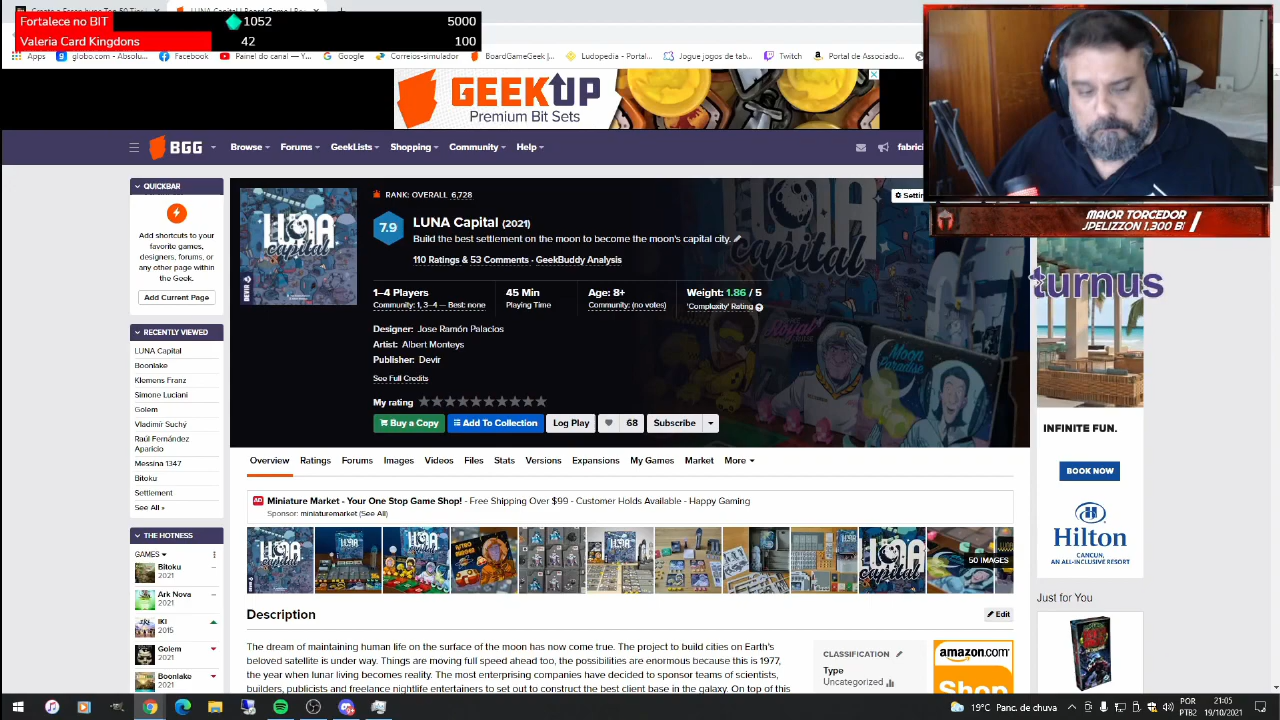 Fortalece no BIT 1052 5000
Valeria Card Kingdons 42 100
Apps globo.com - Absolu... Facebook Painel do canal — Y... Google Correios-simulador BoardGameGeek |... Ludopedia - Portal... Jogue jogos de tab... Twitch Portal de Associado...
GEEKUP
Premium Bit Sets
BGG Browse Forums GeekLists Shopping Community Help fabrici
QUICKBAR
Add shortcuts to your
favorite games,
designers, forums, or
any other page within
the Geek.
Add Current Page
RECENTLY VIEWED
LUNA Capital
Boonlake
Klemens Franz
Simone Luciani
Golem
Vladimír Suchý
Raúl Fernández
Aparicio
Messina 1347
Bitoku
Settlement
See All »
THE HOTNESS
GAMES
Bitoku
2021
Ark Nova
2021
IKI
2015
Golem
2021
Boonlake
2021
LUNA
capital
DEVIR
RANK: OVERALL 6,728
Settin
7.9 LUNA Capital (2021)
Build the best settlement on the moon to become the moon's capital city.
110 Ratings & 53 Comments · GeekBuddy Analysis
1–4 Players 45 Min Age: 8+ Weight: 1.86 / 5
Community: 1, 3–4 — Best: none Playing Time Community: (no votes) 'Complexity' Rating
Designer: Jose Ramón Palacios
Artist: Albert Monteys
Publisher: Devir
See Full Credits
My rating
Buy a Copy Add To Collection Log Play 68 Subscribe
capital
Royal
Moon
Paradise
Overview Ratings Forums Images Videos Files Stats Versions Expansions My Games Market More
AD Miniature Market - Your One Stop Game Shop! - Free Shipping Over $99 - Customer Holds Available - Happy Gaming
Sponsor: miniaturemarket (See All)
50 IMAGES
Description
Edit
The dream of maintaining human life on the surface of the moon has now come true. The project to build cities on Earth's
beloved satellite is under way. Things are moving full speed ahead too, the possibilities are enormous because this is 1977,
the year when lunar living becomes reality. The most enterprising companies have decided to sponsor teams of scientists,
builders, publicists and freelance nightlife entertainers to set out to construct the best client base in the galaxy. On top of this
CLASSIFICATION
Type
Uncategorized
amazon.com
Shop
MAIOR TORCEDOR
JPELIZZON 1.300 BI
turnus
INFINITE FUN.
BOOK NOW
Hilton
CANCUN,
AN ALL-INCLUSIVE RESORT
Just for You
19°C Panc. de chuva POR 21:05
PTB2 19/10/2021